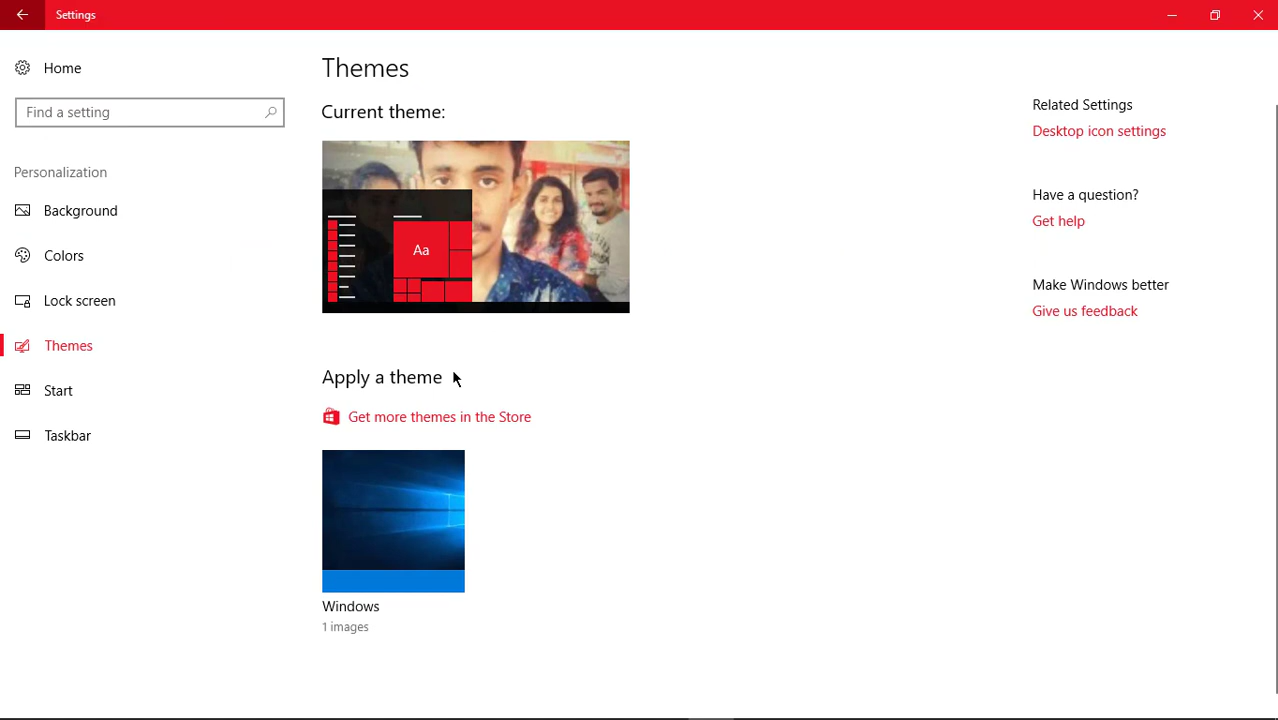 Settings
Home
Find a setting
Personalization
Background
Colors
Lock screen
Themes
Start
Taskbar
Themes
Current theme:
Aa
Apply a theme
Get more themes in the Store
Windows
1 images
Related Settings
Desktop icon settings
Have a question?
Get help
Make Windows better
Give us feedback